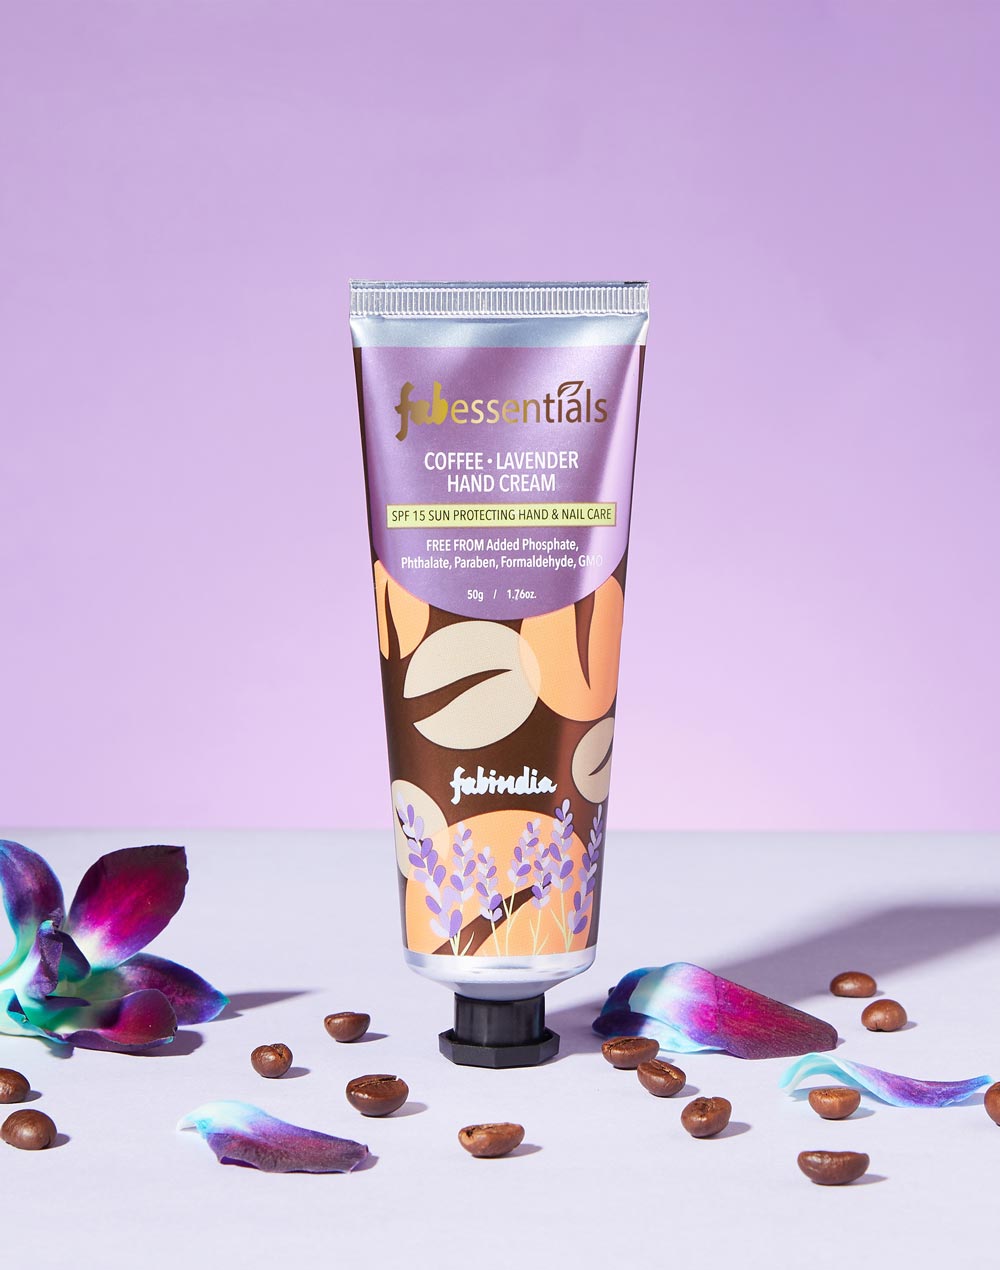 fabessentials
COFFEE • LAVENDER
HAND CREAM
SPF 15 SUN PROTECTING HAND & NAIL CARE
FREE FROM Added Phosphate,
Phthalate, Paraben, Formaldehyde, GMO
50g / 1.76oz.
fabindia